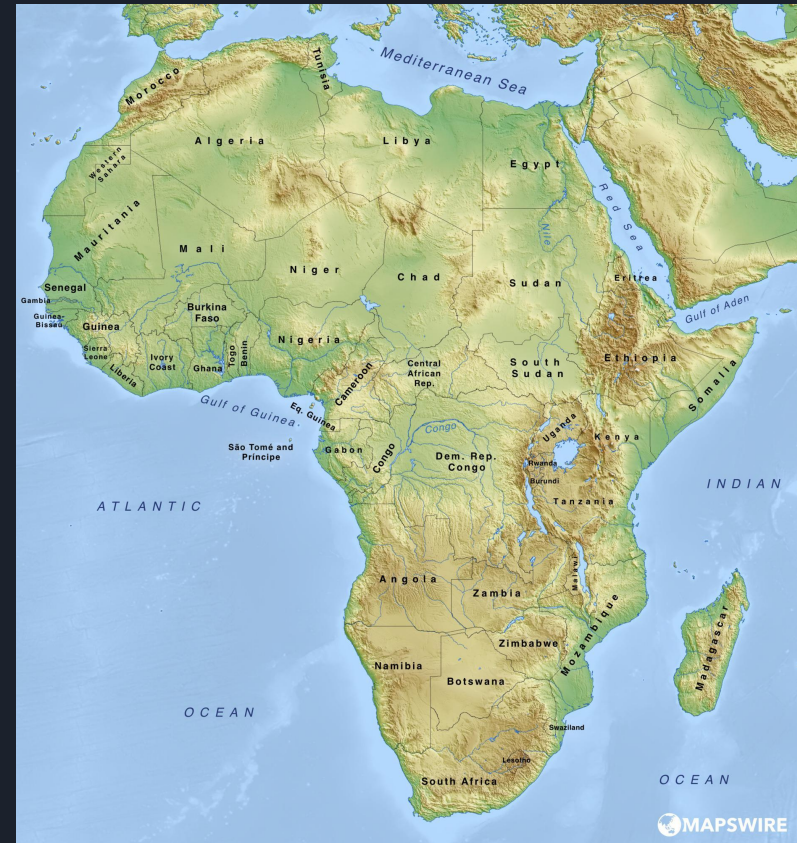 Mediterranean Sea
Morocco
Tunisia
Algeria
Libya
Egypt
Western
Sahara
Mauritania
Mali
Niger
Chad
Sudan
Nile
Red Sea
Eritrea
Gulf of Aden
Senegal
Gambia
Guinea-
Bissau
Guinea
Sierra
Leone
Liberia
Burkina
Faso
Ivory
Coast
Ghana
Togo
Benin
Nigeria
Cameroon
Central
African
Rep.
South
Sudan
Ethiopia
Somalia
Gulf of Guinea
Eq. Guinea
São Tomé and
Príncipe
Gabon
Congo
Congo
Dem. Rep.
Congo
Uganda
Kenya
Rwanda
Burundi
Tanzania
ATLANTIC
INDIAN
Angola
Zambia
Malawi
Mozambique
Zimbabwe
Namibia
Botswana
Madagascar
Swaziland
Lesotho
South Africa
OCEAN
OCEAN
MAPSWIRE